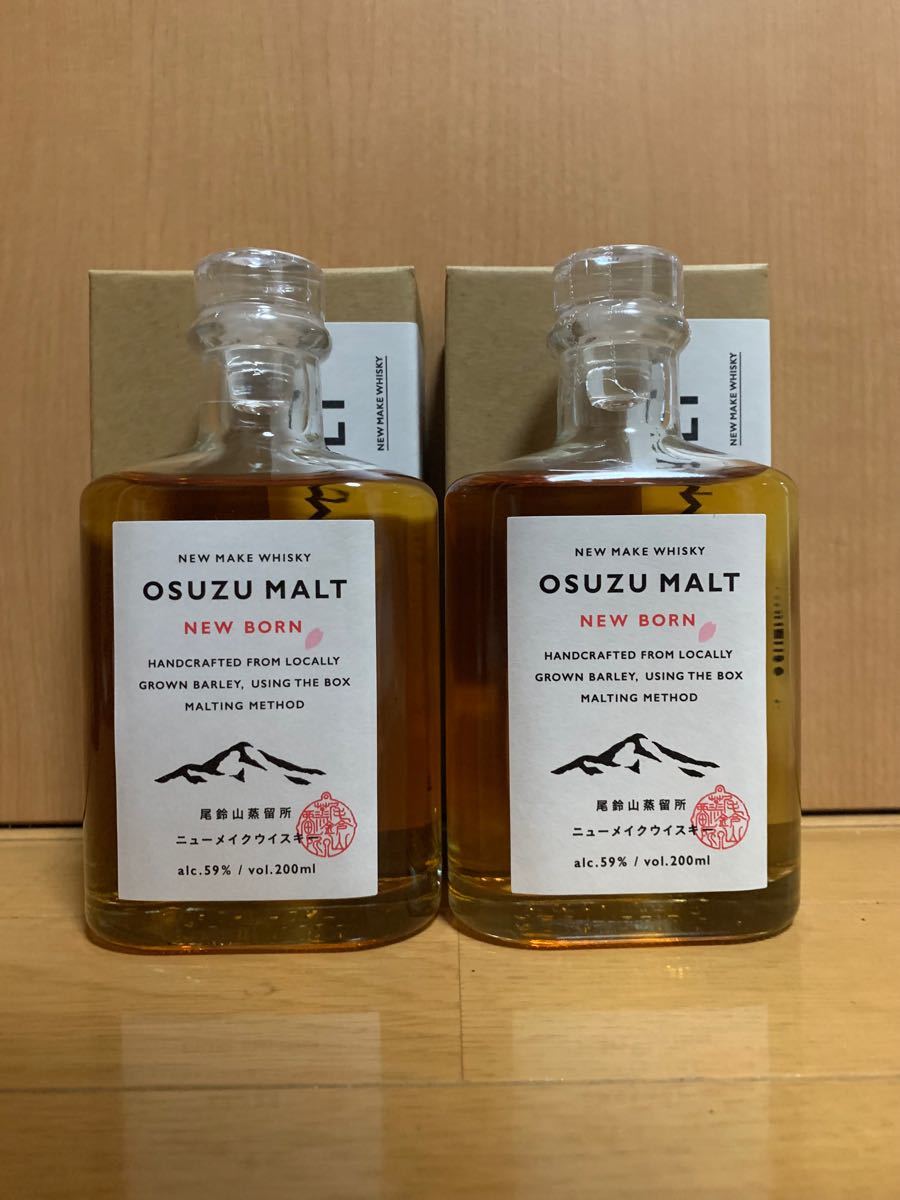 NEW MAKE WHISKY
NEW MAKE WHISKY
NEW MAKE WHISKY
OSUZU MALT
NEW BORN
HANDCRAFTED FROM LOCALLY
GROWN BARLEY, USING THE BOX
MALTING METHOD
尾鈴山蒸留所
ニューメイクウイスキー
alc.59% / vol.200ml
NEW MAKE WHISKY
OSUZU MALT
NEW BORN
HANDCRAFTED FROM LOCALLY
GROWN BARLEY, USING THE BOX
MALTING METHOD
尾鈴山蒸留所
ニューメイクウイスキー
alc.59% / vol.200ml